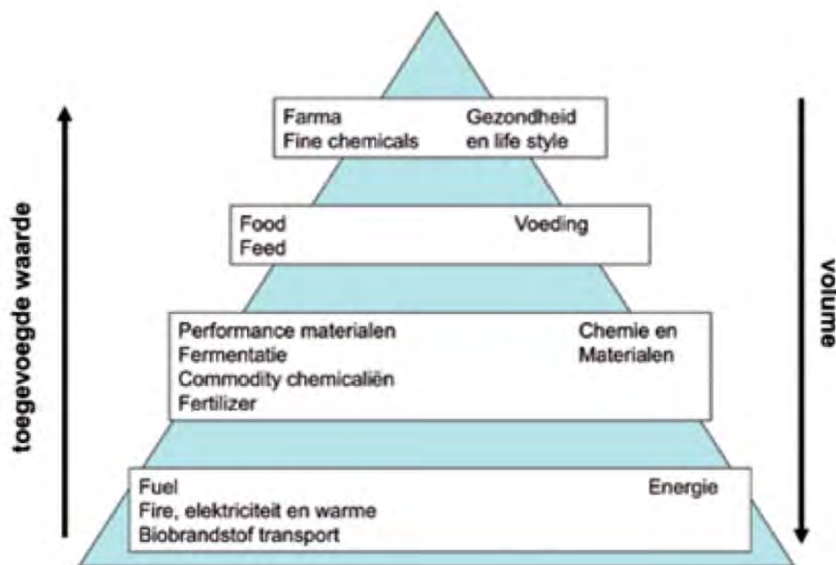 Farma
Fine chemicals
Gezondheid
en life style
Food
Feed
Voeding
Performance materialen
Fermentatie
Commodity chemicaliën
Fertilizer
Chemie en
Materialen
Fuel
Fire, elektriciteit en warme
Biobrandstof transport
Energie
toegevoegde waarde
volume